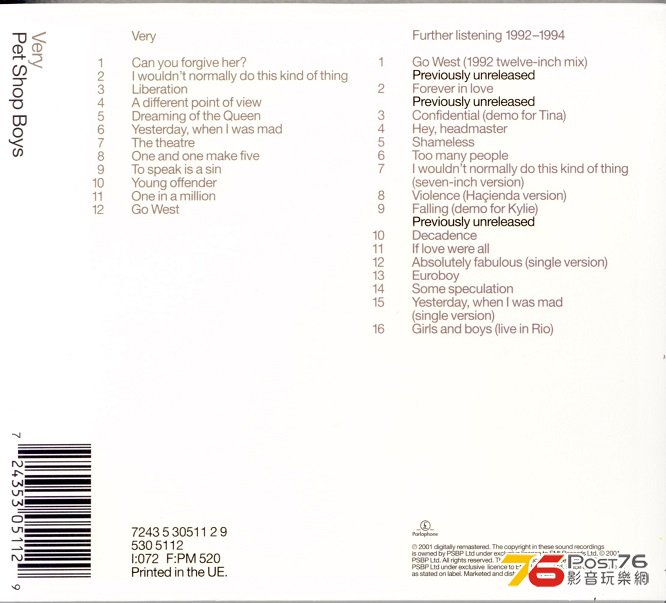 Very
Pet Shop Boys
Very
1 Can you forgive her?
2 I wouldn't normally do this kind of thing
3 Liberation
4 A different point of view
5 Dreaming of the Queen
6 Yesterday, when I was mad
7 The theatre
8 One and one make five
9 To speak is a sin
10 Young offender
11 One in a million
12 Go West
Further listening 1992–1994
1 Go West (1992 twelve-inch mix)
Previously unreleased
2 Forever in love
Previously unreleased
3 Confidential (demo for Tina)
4 Hey, headmaster
5 Shameless
6 Too many people
7 I wouldn't normally do this kind of thing
(seven-inch version)
8 Violence (Haçienda version)
9 Falling (demo for Kylie)
Previously unreleased
10 Decadence
11 If love were all
12 Absolutely fabulous (single version)
13 Euroboy
14 Some speculation
15 Yesterday, when I was mad
(single version)
16 Girls and boys (live in Rio)
7 24353 05112 9
7243 5 30511 2 9
530 5112
I:072 F:PM 520
Printed in the UE.
Parlophone
℗ 2001 digitally remastered. The copyright in these sound recordings
is owned by PSBP Ltd under exclusive
PSBP Ltd. All rights reserved.
PSBP Ltd under exclusive licence to
as stated on label. Marketed and
76 Post76
影音玩樂網